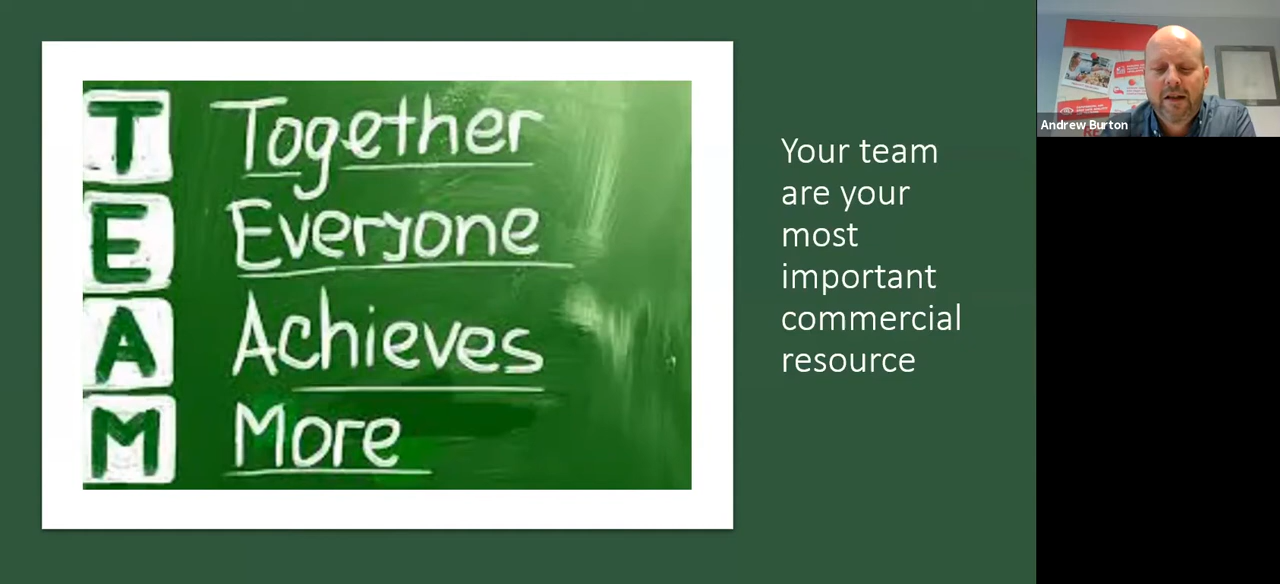 T Together
E Everyone
A Achieves
M More
Your team
are your
most
important
commercial
resource
Andrew Burton